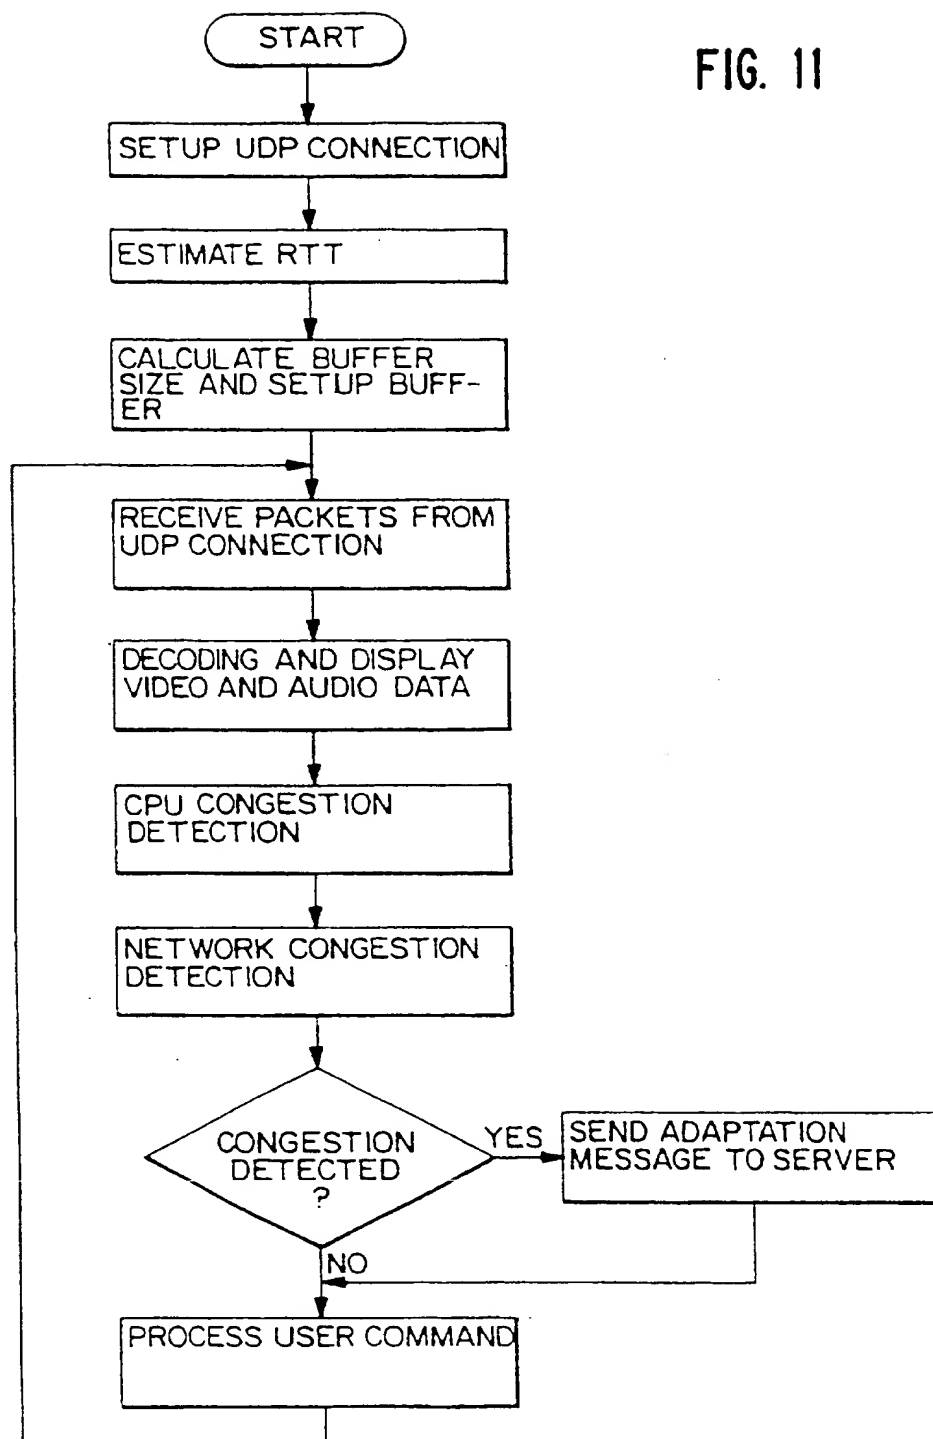 START
FIG. 11
SETUP UDP CONNECTION
ESTIMATE RTT
CALCULATE BUFFER
SIZE AND SETUP BUFF-
ER
RECEIVE PACKETS FROM
UDP CONNECTION
DECODING AND DISPLAY
VIDEO AND AUDIO DATA
CPU CONGESTION
DETECTION
NETWORK CONGESTION
DETECTION
CONGESTION
DETECTED
?
YES
SEND ADAPTATION
MESSAGE TO SERVER
NO
PROCESS USER COMMAND